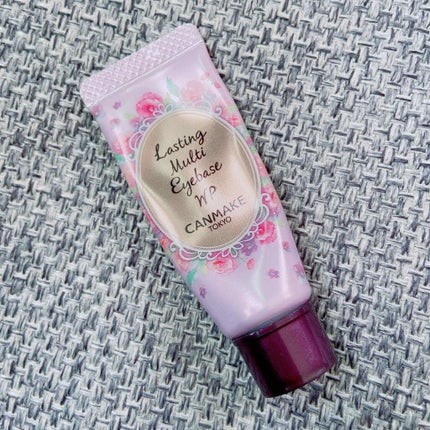 Lasting
Multi
Eyebase
WP
CANMAKE
TOKYO